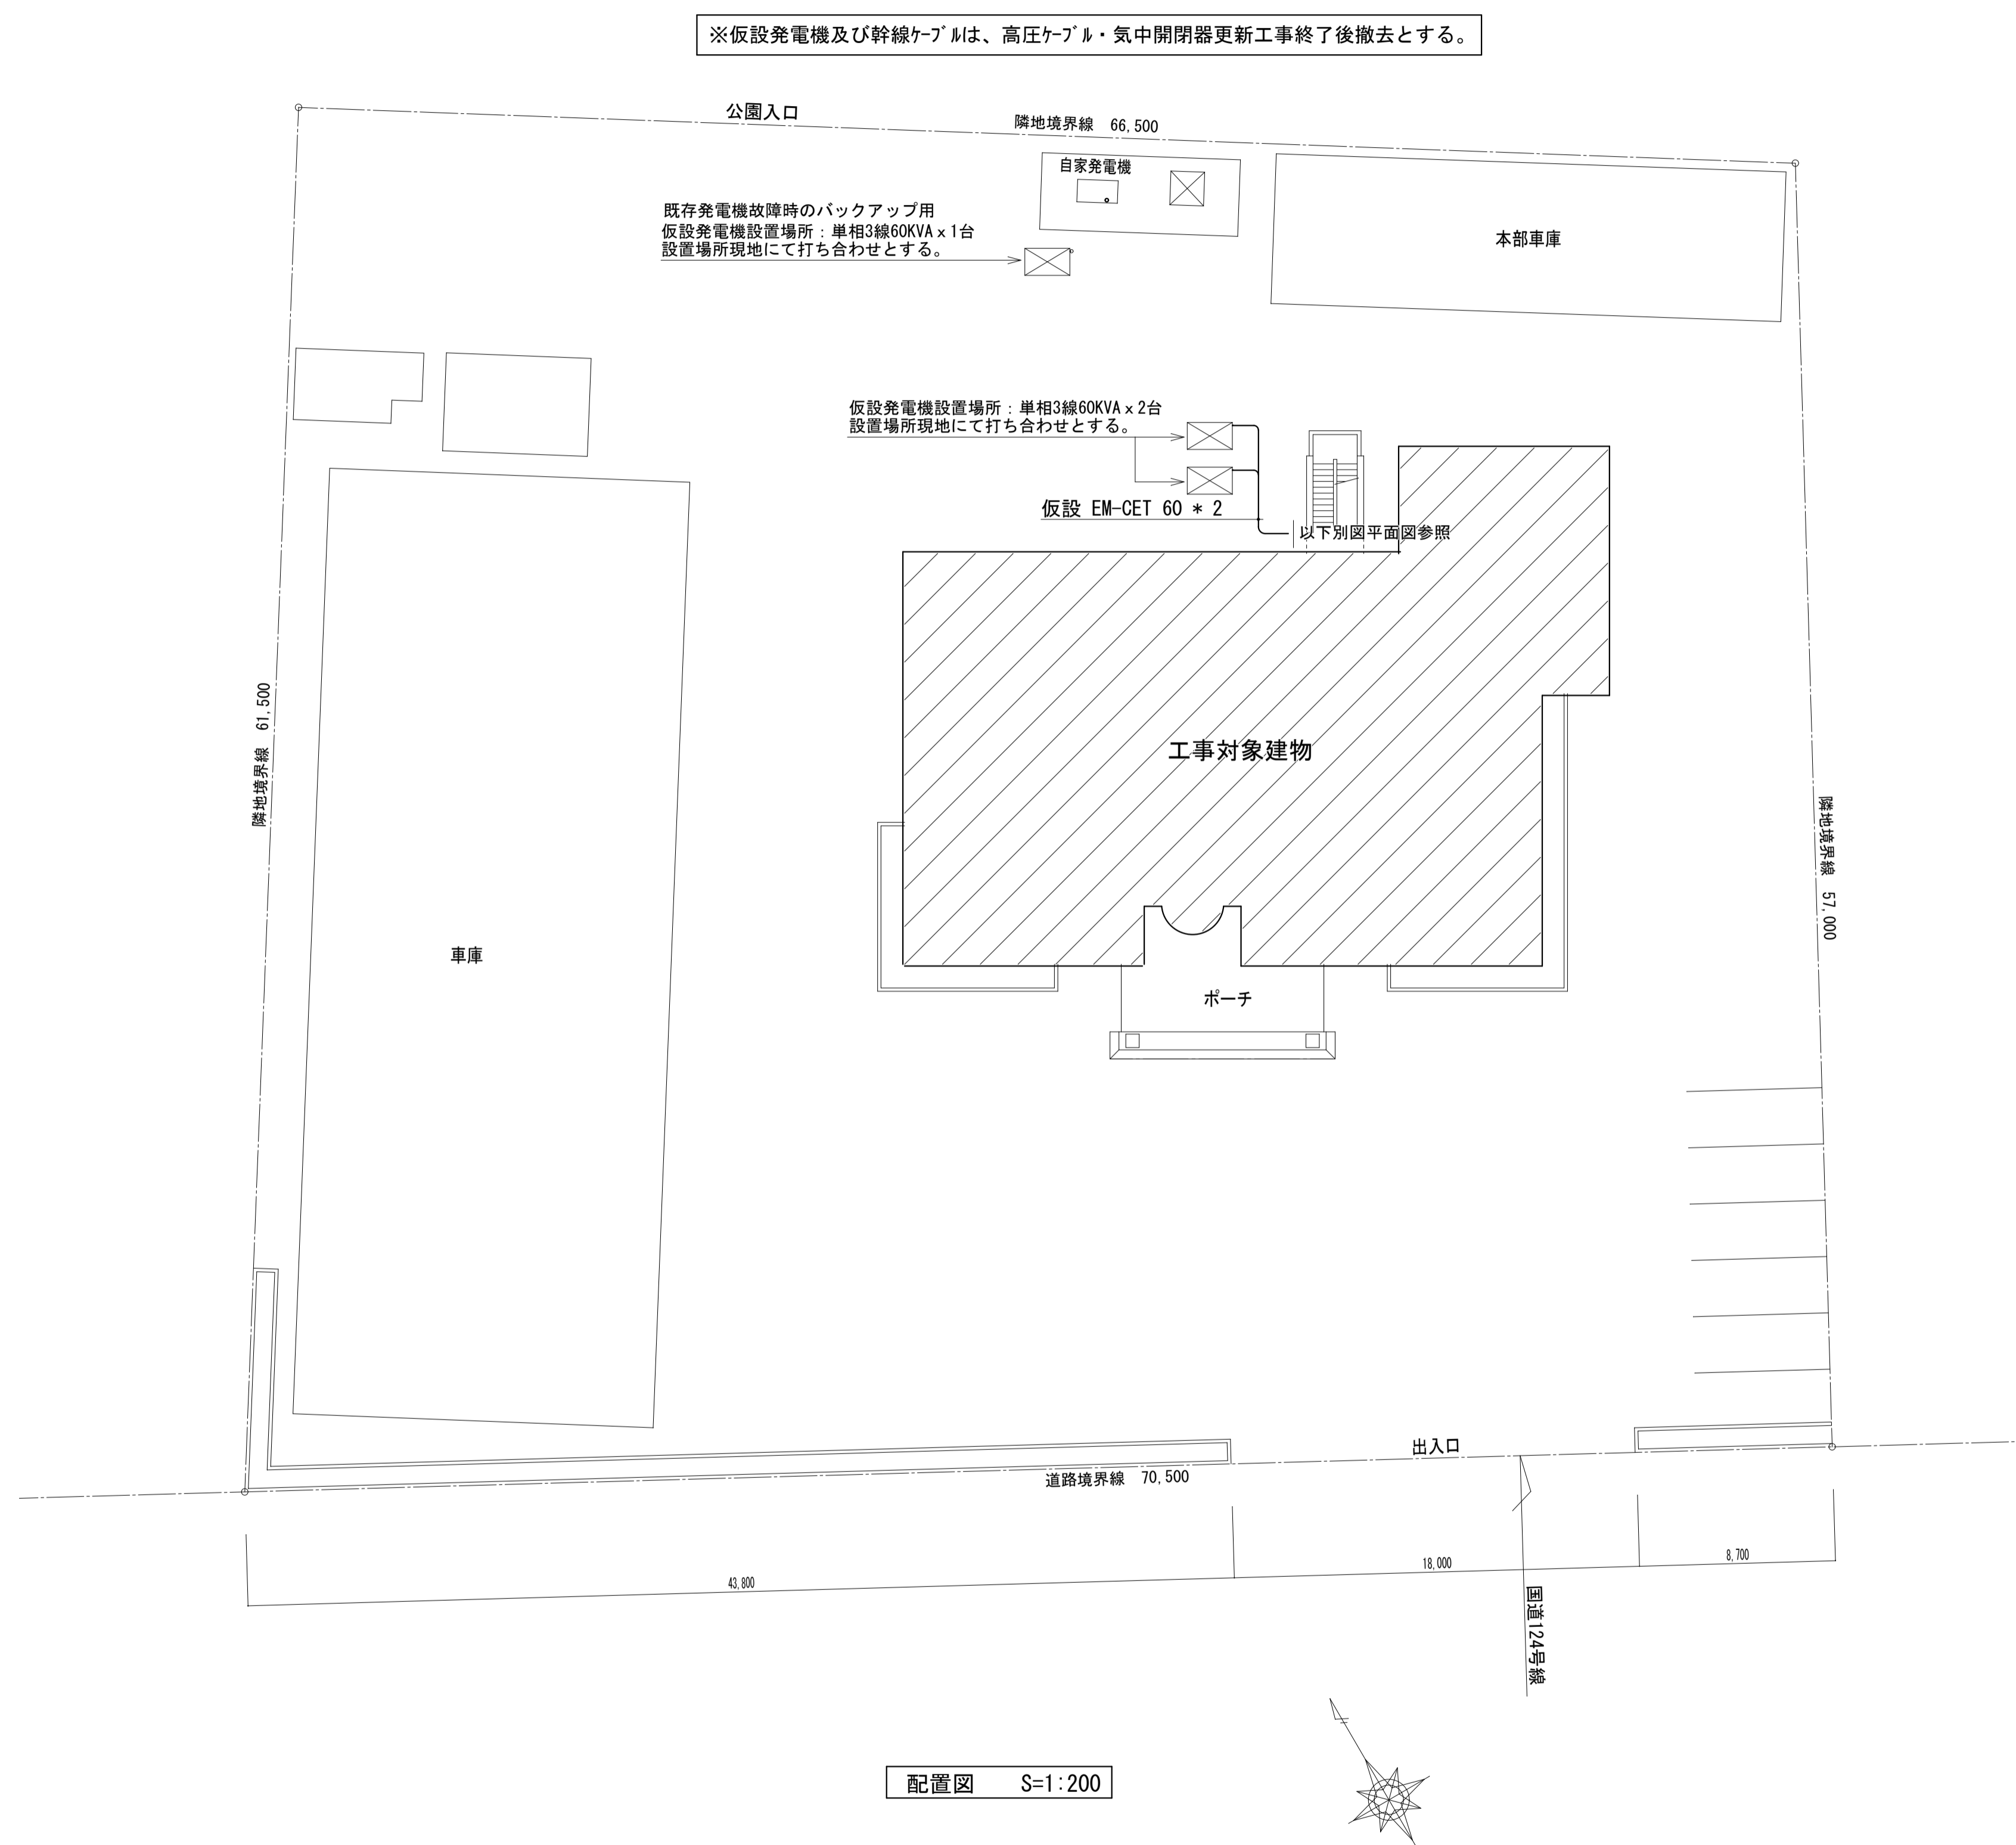 ※仮設発電機及び幹線ｹｰﾌﾞﾙは、高圧ｹｰﾌﾞﾙ・気中開閉器更新工事終了後撤去とする。
公園入口
隣地境界線　66,500
自家発電機
既存発電機故障時のバックアップ用
仮設発電機設置場所：単相3線60KVAｘ1台
設置場所現地にて打ち合わせとする。
本部車庫
仮設発電機設置場所：単相3線60KVAｘ2台
設置場所現地にて打ち合わせとする。
仮設 EM-CET 60 * 2
以下別図平面図参照
隣地境界線　61,500
工事対象建物
隣地境界線　57,000
車庫
ポーチ
出入口
道路境界線　70,500
43,800
18,000
8,700
国道124号線
配置図　　S=1:200